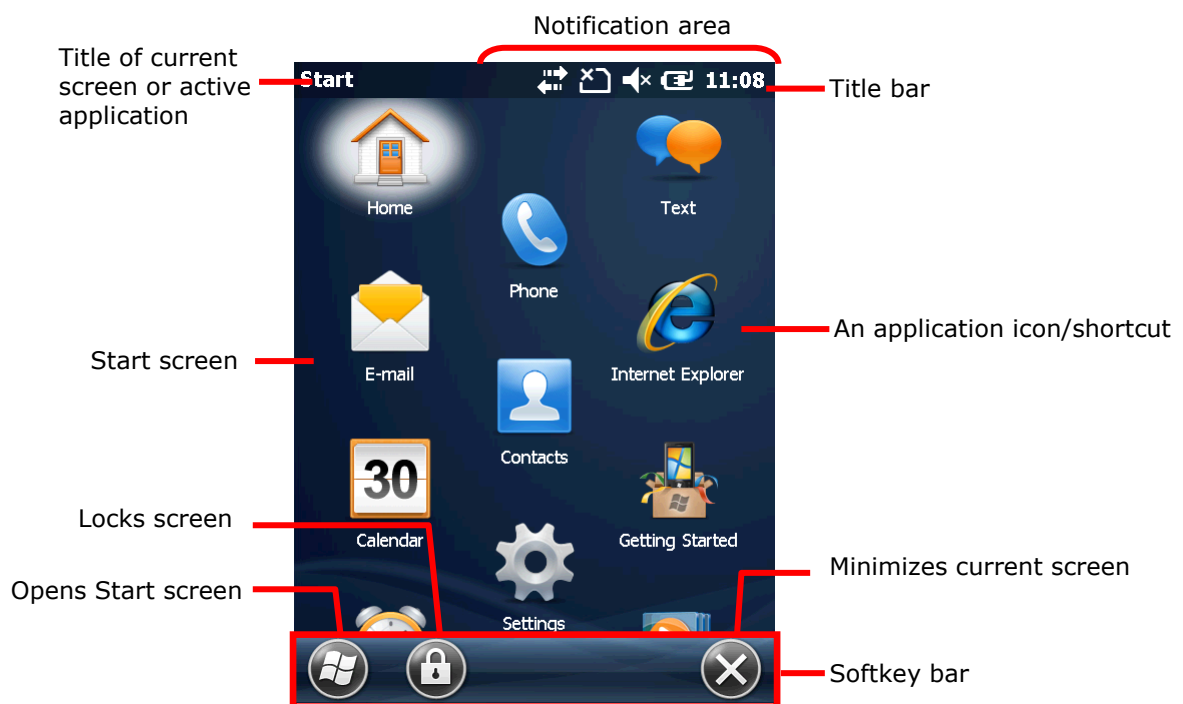 Notification area
Title of current
screen or active
application
Start
11:08
Title bar
Home
Text
Phone
An application icon/shortcut
Start screen
E-mail
Internet Explorer
30
Contacts
Locks screen
Calendar
Getting Started
Minimizes current screen
Opens Start screen
Settings
Softkey bar